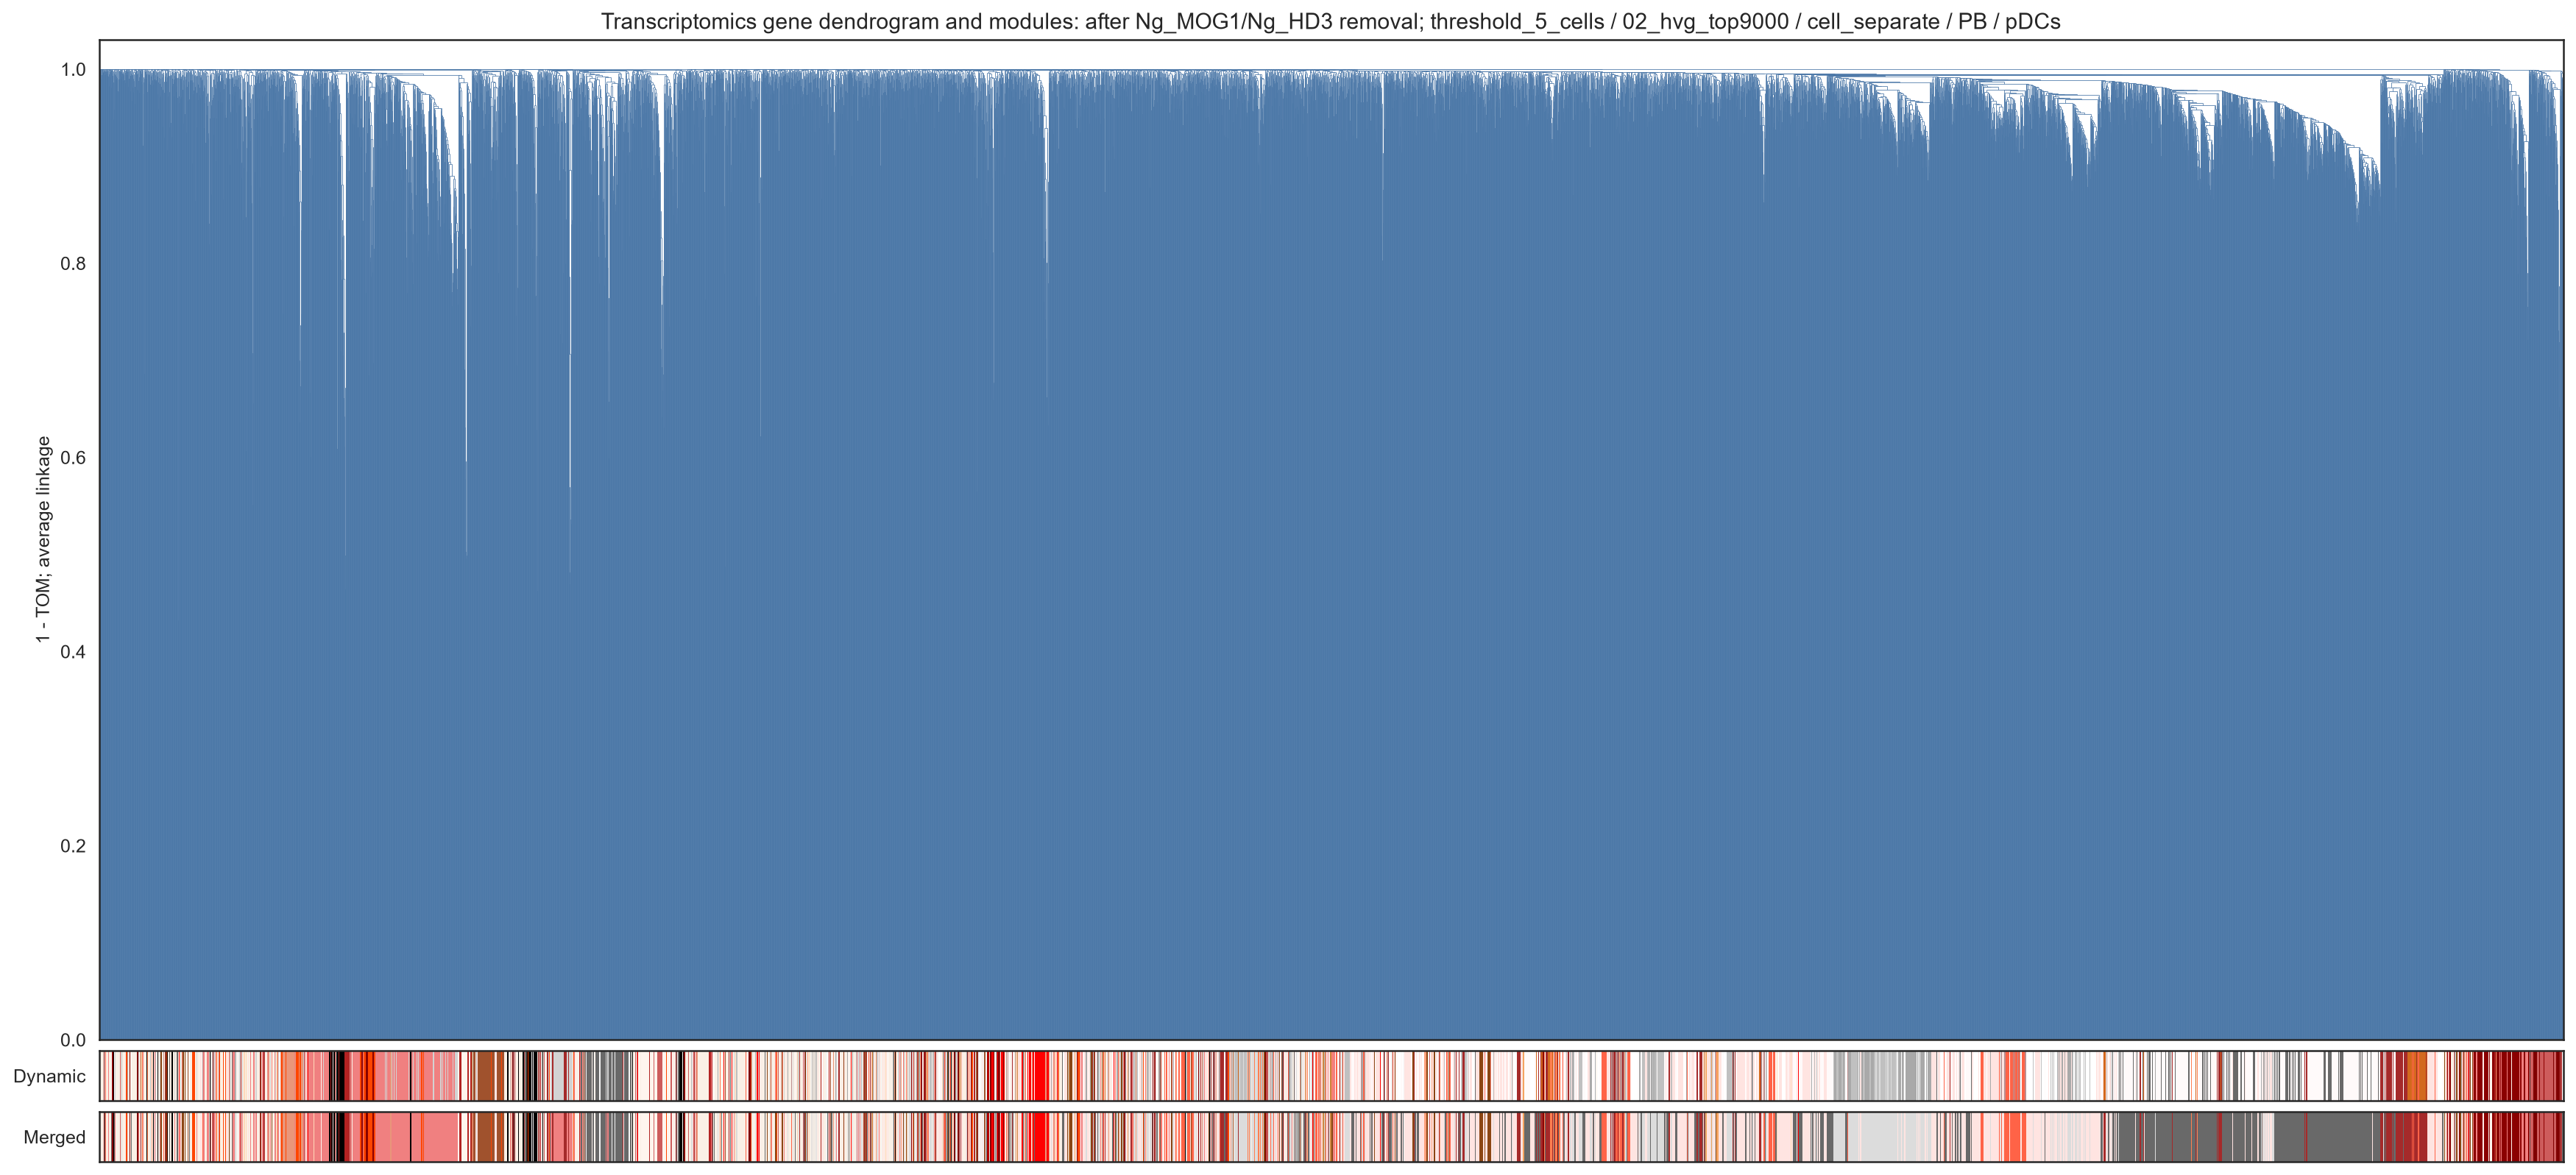 Transcriptomics gene dendrogram and modules: after Ng_MOG1/Ng_HD3 removal; threshold_5_cells / 02_hvg_top9000 / cell_separate / PB / pDCs
1.0
0.8
0.6
0.4
0.2
0.0
1 - TOM; average linkage
Dynamic
Merged